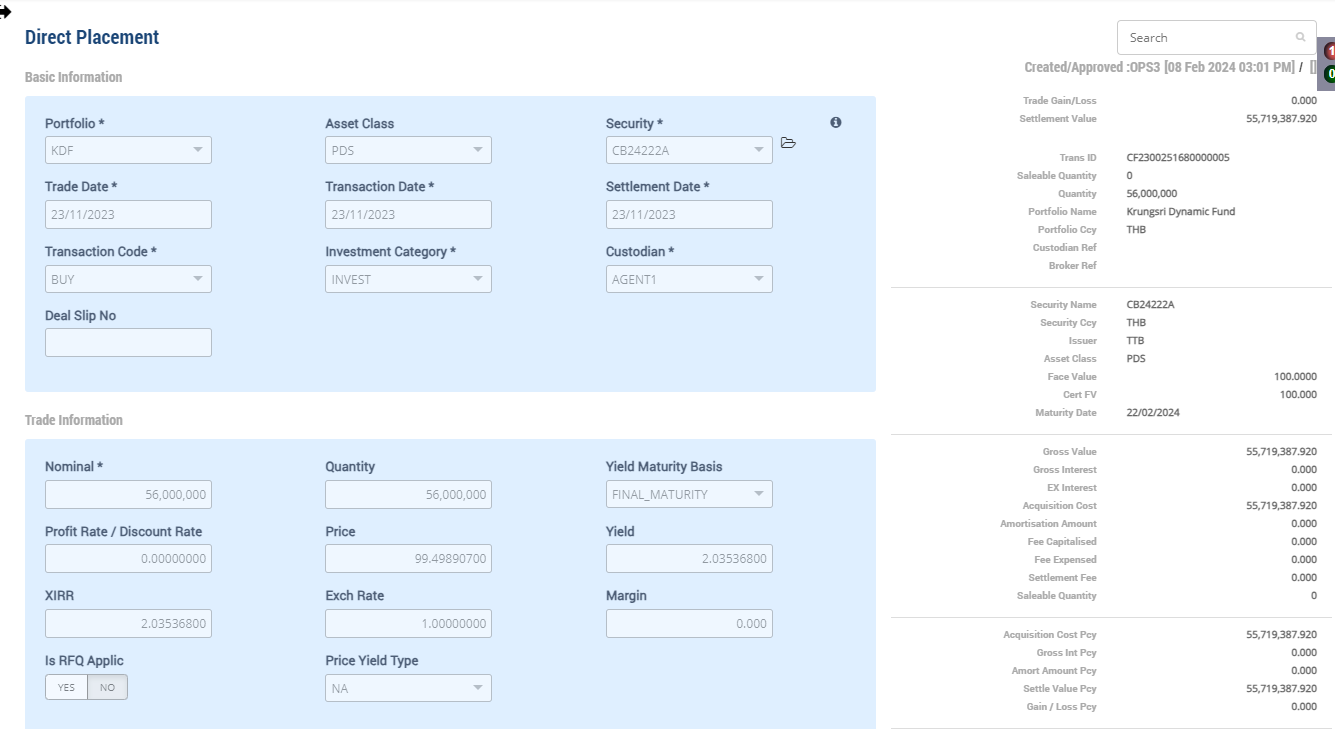 Direct Placement
Search
Basic Information
Created/Approved :OPS3 [08 Feb 2024 03:01 PM] / []
1
0
Portfolio * Asset Class Security *
KDF PDS CB24222A
Trade Date * Transaction Date * Settlement Date *
23/11/2023 23/11/2023 23/11/2023
Transaction Code * Investment Category * Custodian *
BUY INVEST AGENT1
Deal Slip No
Trade Information
Nominal * Quantity Yield Maturity Basis
56,000,000 56,000,000 FINAL_MATURITY
Profit Rate / Discount Rate Price Yield
0.00000000 99.49890700 2.03536800
XIRR Exch Rate Margin
2.03536800 1.00000000 0.000
Is RFQ Applic Price Yield Type
YES NO NA
Trade Gain/Loss 0.000
Settlement Value 55,719,387.920
Trans ID CF2300251680000005
Saleable Quantity 0
Quantity 56,000,000
Portfolio Name Krungsri Dynamic Fund
Portfolio Ccy THB
Custodian Ref
Broker Ref
Security Name CB24222A
Security Ccy THB
Issuer TTB
Asset Class PDS
Face Value 100.0000
Cert FV 100.000
Maturity Date 22/02/2024
Gross Value 55,719,387.920
Gross Interest 0.000
EX Interest 0.000
Acquisition Cost 55,719,387.920
Amortisation Amount 0.000
Fee Capitalised 0.000
Fee Expensed 0.000
Settlement Fee 0.000
Saleable Quantity 0
Acquisition Cost Pcy 55,719,387.920
Gross Int Pcy 0.000
Amort Amount Pcy 0.000
Settle Value Pcy 55,719,387.920
Gain / Loss Pcy 0.000